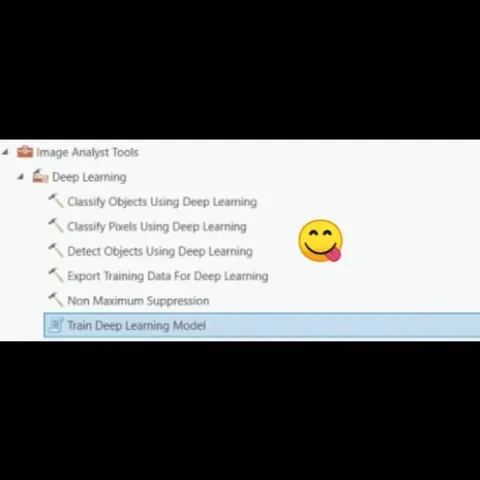 Image Analyst Tools
Deep Learning
Classify Objects Using Deep Learning
Classify Pixels Using Deep Learning
Detect Objects Using Deep Learning
Export Training Data For Deep Learning
Non Maximum Suppression
Train Deep Learning Model